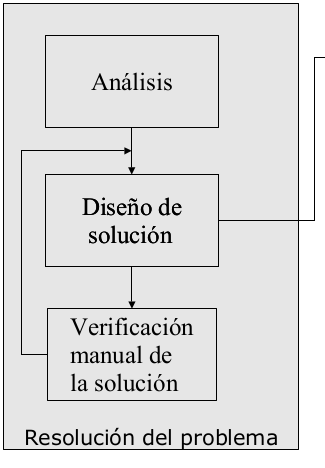 Análisis
Diseño de
solución
Verificación
manual de
la solución
Resolución del problema